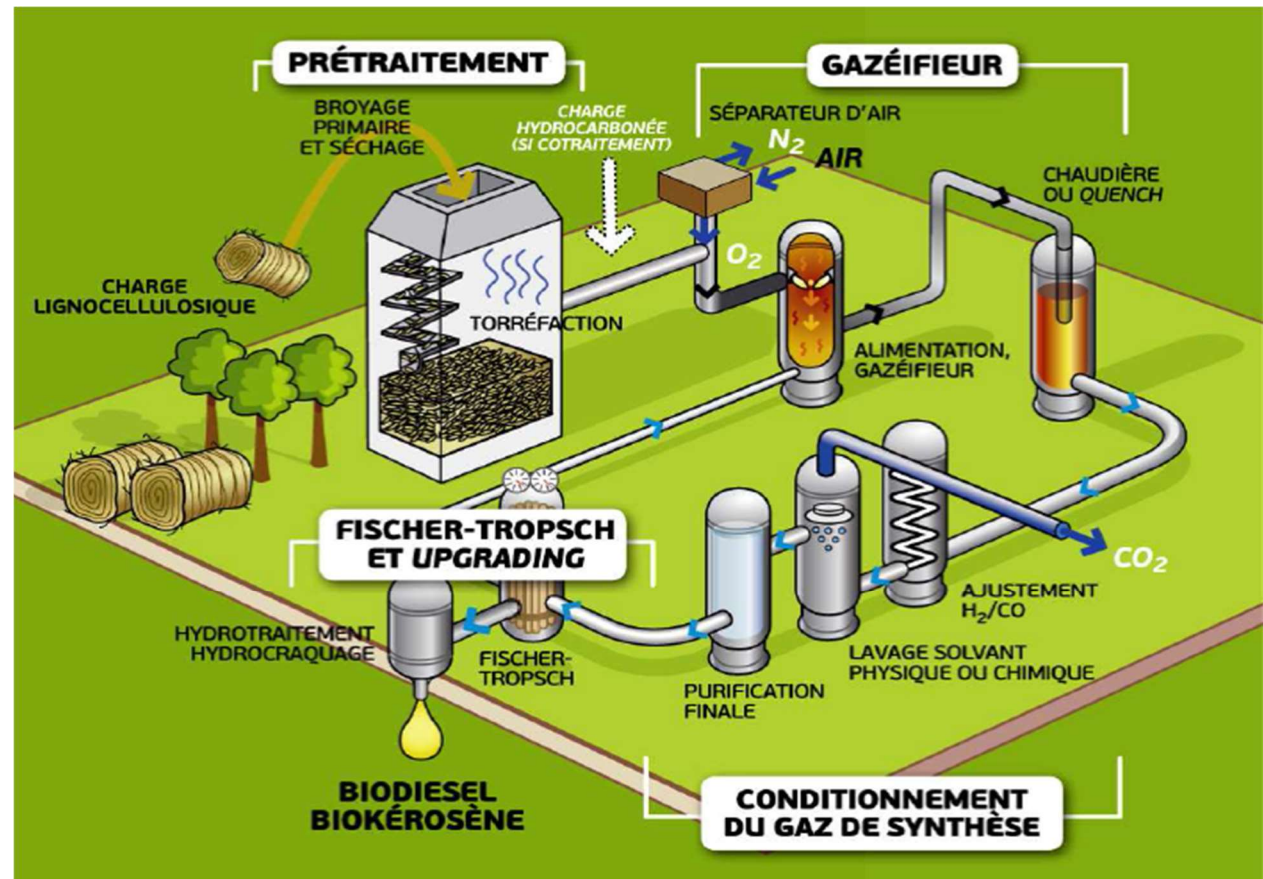 PRÉTRAITEMENT
BROYAGE
PRIMAIRE
ET SÉCHAGE
CHARGE
HYDROCARBONÉE
(SI COTRAITEMENT)
GAZÉIFIEUR
SÉPARATEUR D'AIR
N2
AIR
O2
CHAUDIÈRE
OU QUENCH
CHARGE
LIGNOCELLULOSIQUE
TORRÉFACTION
ALIMENTATION,
GAZÉIFIEUR
FISCHER-TROPSCH
ET UPGRADING
HYDROTRAITEMENT
HYDROCRAQUAGE
FISCHER-
TROPSCH
PURIFICATION
FINALE
LAVAGE SOLVANT
PHYSIQUE OU CHIMIQUE
AJUSTEMENT
H2/CO
CO2
BIODIESEL
BIOKÉROSÈNE
CONDITIONNEMENT
DU GAZ DE SYNTHÈSE